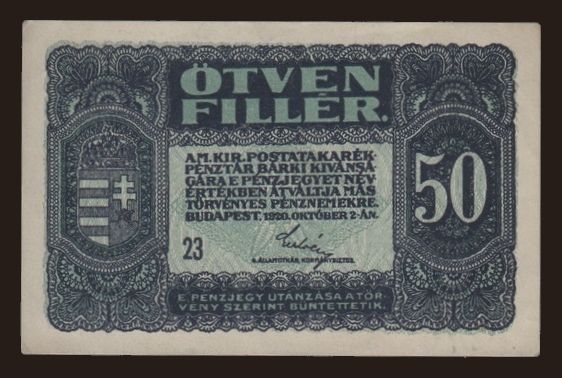 ÖTVEN
FILLÉR.
A M. KIR. POSTATAKARÉK-
PÉNZTÁR BÁRKI KIVÁNSÁ-
GÁRA E PÉNZJEGYET NÉV-
ÉRTÉKBEN ÁTVÁLTJA MÁS
TÖRVÉNYES PÉNZNEMEKRE.
BUDAPEST, 1920. OKTÓBER 2-ÁN.
50
23
E PÉNZJEGY UTÁNZÁSA A TÖR-
VÉNY SZERINT BÜNTETTETIK.